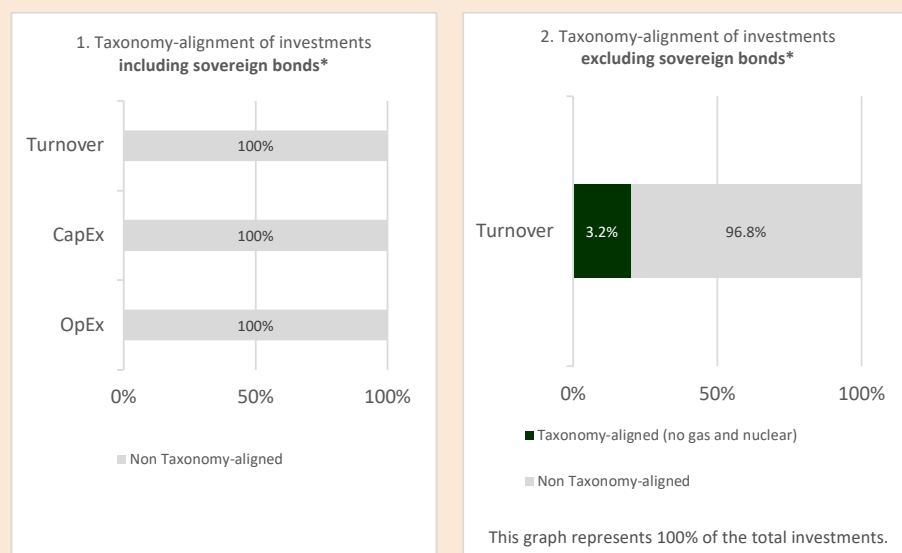 1. Taxonomy-alignment of investments
including sovereign bonds*
Turnover
100%
CapEx
100%
OpEx
100%
0%
50%
100%
Non Taxonomy-aligned
2. Taxonomy-alignment of investments
excluding sovereign bonds*
Turnover
3.2%
96.8%
0%
50%
100%
Taxonomy-aligned (no gas and nuclear)
Non Taxonomy-aligned
This graph represents 100% of the total investments.